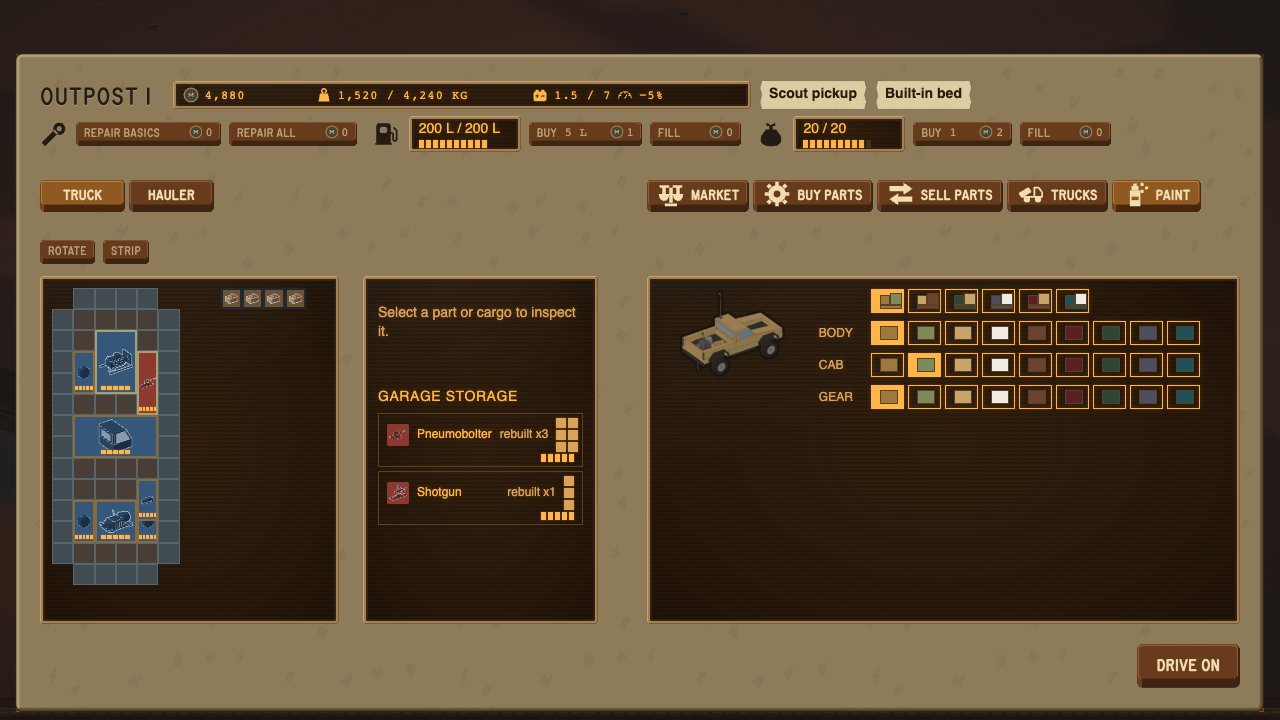 OUTPOST I
4,880
1,520 / 4,240 KG
1.5 / 7
-5%
Scout pickup
Built-in bed
REPAIR BASICS
M 0
REPAIR ALL
M 0
200 L / 200 L
BUY 5 L
M 1
FILL
M 0
20 / 20
BUY 1
M 2
FILL
M 0
TRUCK
HAULER
MARKET
BUY PARTS
SELL PARTS
TRUCKS
PAINT
ROTATE
STRIP
Select a part or cargo to inspect
it.
GARAGE STORAGE
Pneumobolter rebuilt x3
Shotgun rebuilt x1
BODY
CAB
GEAR
DRIVE ON